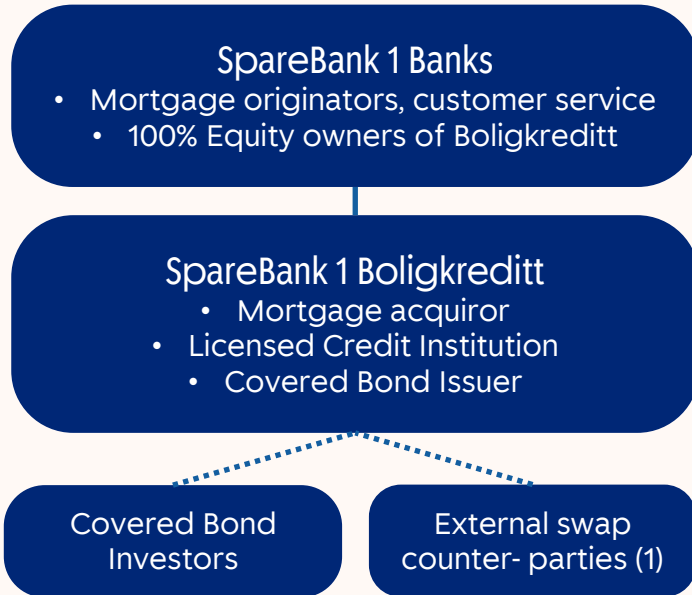 SpareBank 1 Banks
• Mortgage originators, customer service
• 100% Equity owners of Boligkreditt
SpareBank 1 Boligkreditt
• Mortgage acquiror
• Licensed Credit Institution
• Covered Bond Issuer
Covered Bond
Investors
External swap
counter- parties (1)